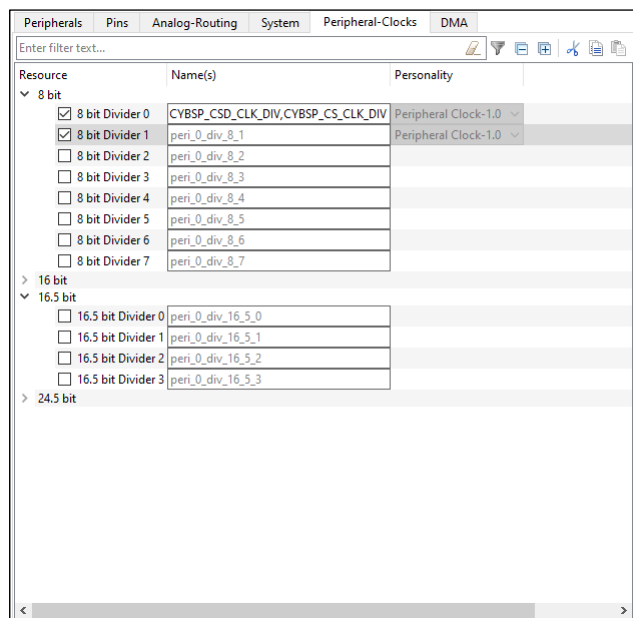 Peripherals Pins Analog-Routing System Peripheral-Clocks DMA
Enter filter text...
Resource Name(s) Personality
8 bit
8 bit Divider 0 CYBSP_CSD_CLK_DIV,CYBSP_CS_CLK_DIV Peripheral Clock-1.0
8 bit Divider 1 peri_0_div_8_1 Peripheral Clock-1.0
8 bit Divider 2 peri_0_div_8_2
8 bit Divider 3 peri_0_div_8_3
8 bit Divider 4 peri_0_div_8_4
8 bit Divider 5 peri_0_div_8_5
8 bit Divider 6 peri_0_div_8_6
8 bit Divider 7 peri_0_div_8_7
16 bit
16.5 bit
16.5 bit Divider 0 peri_0_div_16_5_0
16.5 bit Divider 1 peri_0_div_16_5_1
16.5 bit Divider 2 peri_0_div_16_5_2
16.5 bit Divider 3 peri_0_div_16_5_3
24.5 bit